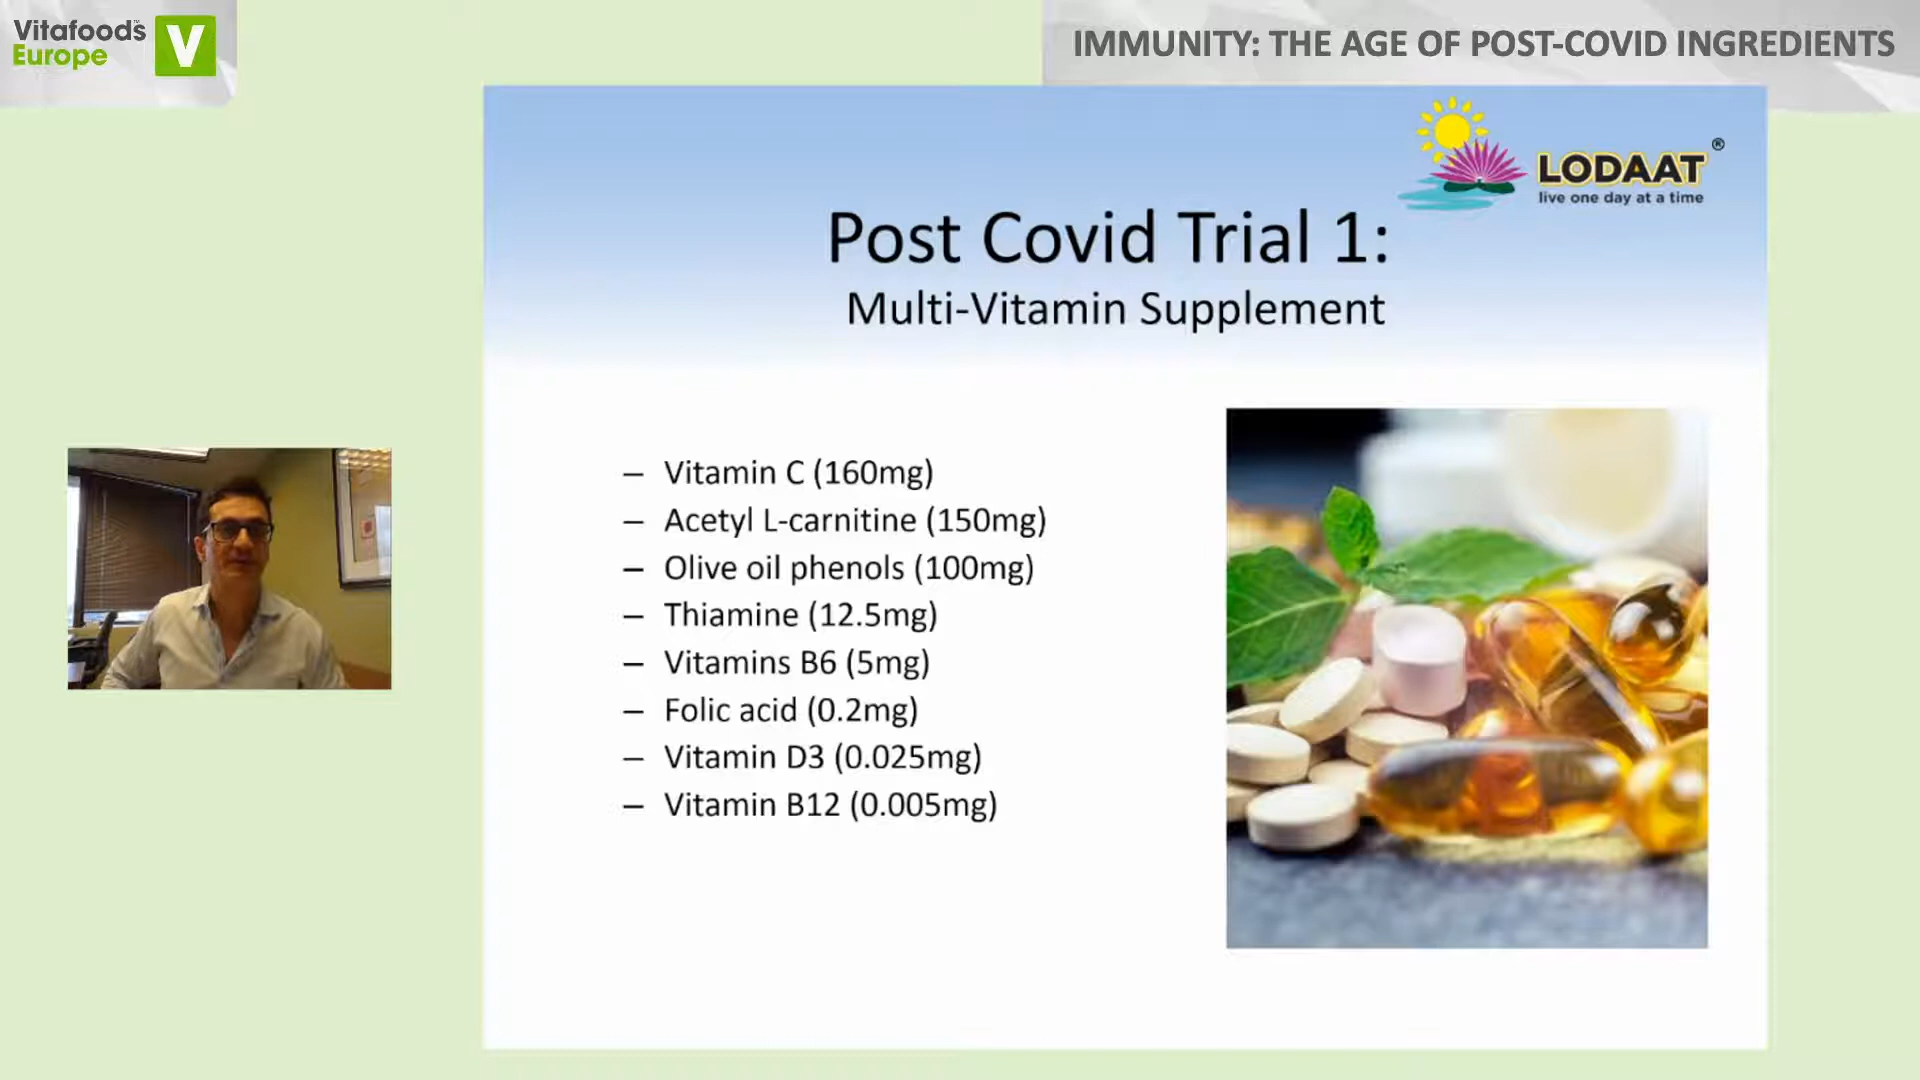 Vitafoods™
Europe
V
IMMUNITY: THE AGE OF POST-COVID INGREDIENTS
LODAAT®
live one day at a time
Post Covid Trial 1:
Multi-Vitamin Supplement
– Vitamin C (160mg)
– Acetyl L-carnitine (150mg)
– Olive oil phenols (100mg)
– Thiamine (12.5mg)
– Vitamins B6 (5mg)
– Folic acid (0.2mg)
– Vitamin D3 (0.025mg)
– Vitamin B12 (0.005mg)